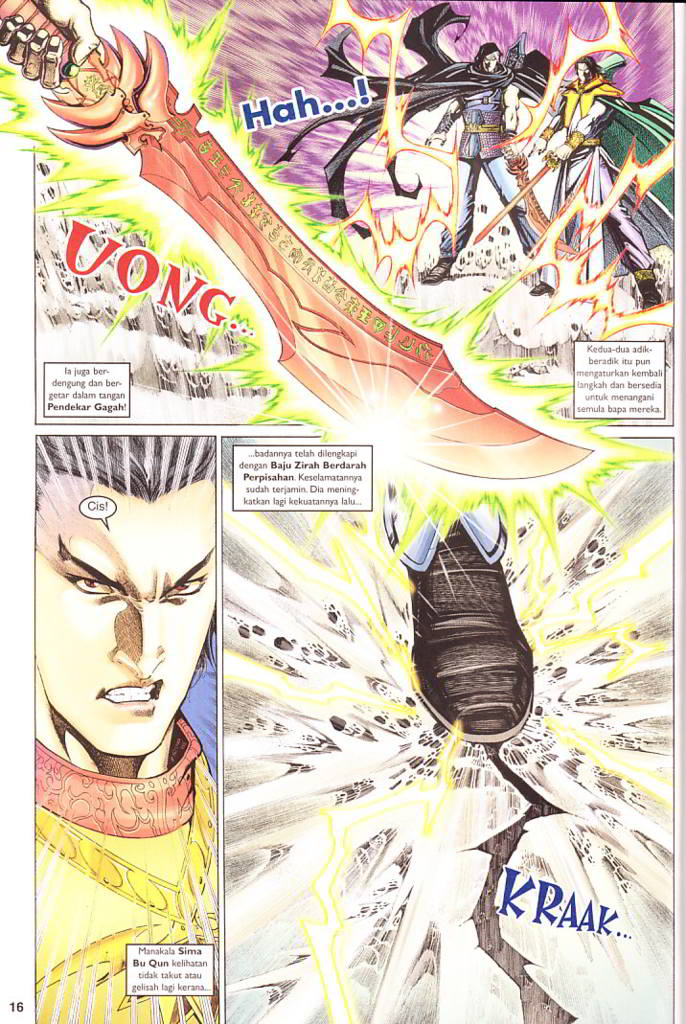 Hah...!
UONG...
Ia juga ber-
dengung dan ber-
getar dalam tangan
Pendekar Gagah!
Kedua-dua adik-
beradik itu pun
mengaturkan kembali
langkah dan bersedia
untuk menangani
semula bapa mereka.
Cis!
Manakala Sima
Bu Qun kelihatan
tidak takut atau
gelisah lagi kerana...
...badannya telah dilengkapi
dengan Baju Zirah Berdarah
Perpisahan. Keselamatannya
sudah terjamin. Dia mening-
katkan lagi kekuatannya lalu...
KRAAK...
16